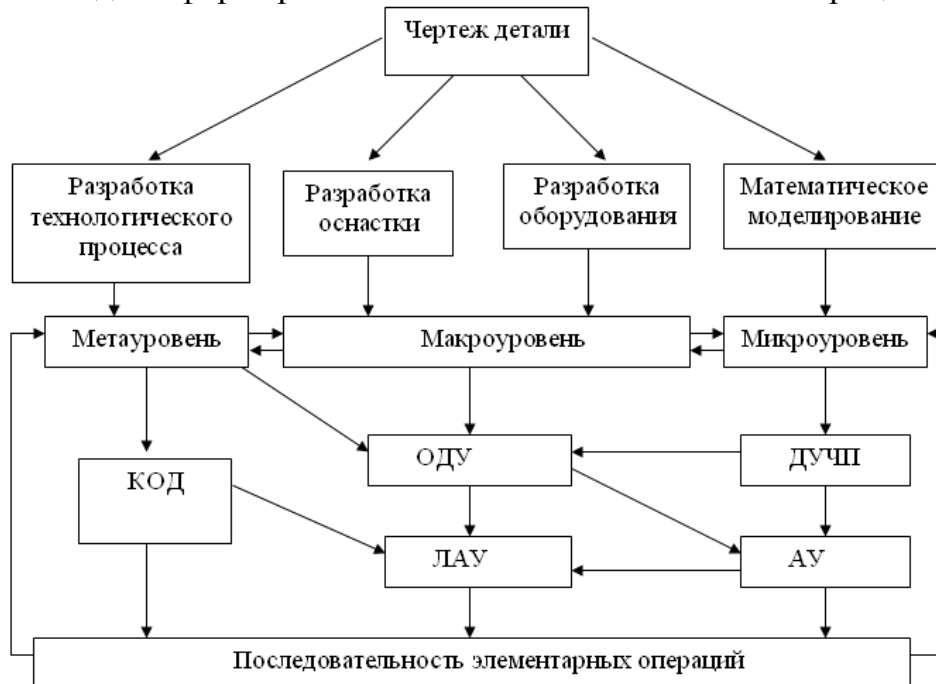 Чертеж детали
Разработка
технологического
процесса
Разработка
оснастки
Разработка
оборудования
Математическое
моделирование
Метауровень
Макроуровень
Микроуровень
КОД
ОДУ
ДУЧП
ЛАУ
АУ
Последовательность элементарных операций